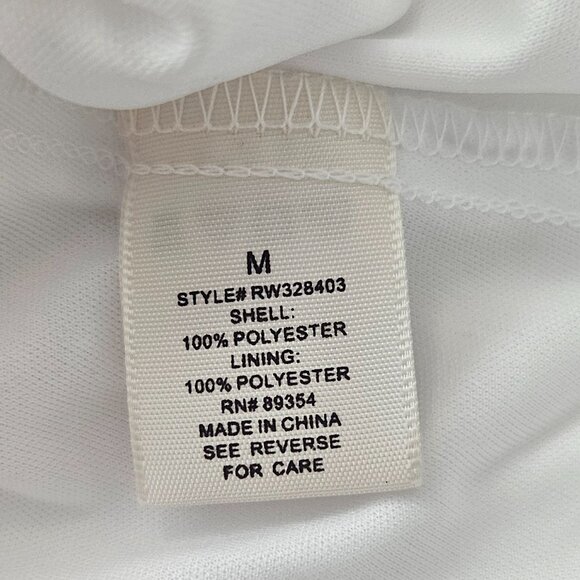 M
STYLE# RW328403
SHELL:
100% POLYESTER
LINING:
100% POLYESTER
RN# 89354
MADE IN CHINA
SEE REVERSE
FOR CARE